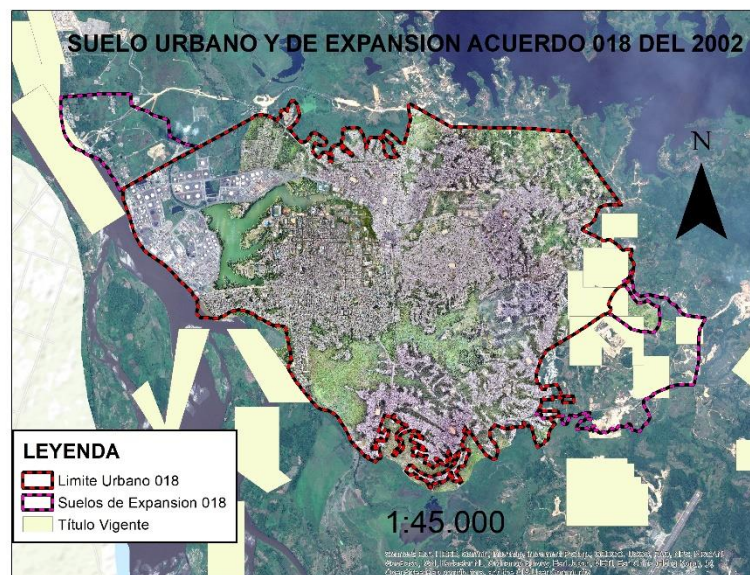 SUELO URBANO Y DE EXPANSION ACUERDO 018 DEL 2002
N
LEYENDA
Limite Urbano 018
Suelos de Expansion 018
Título Vigente
1:45.000